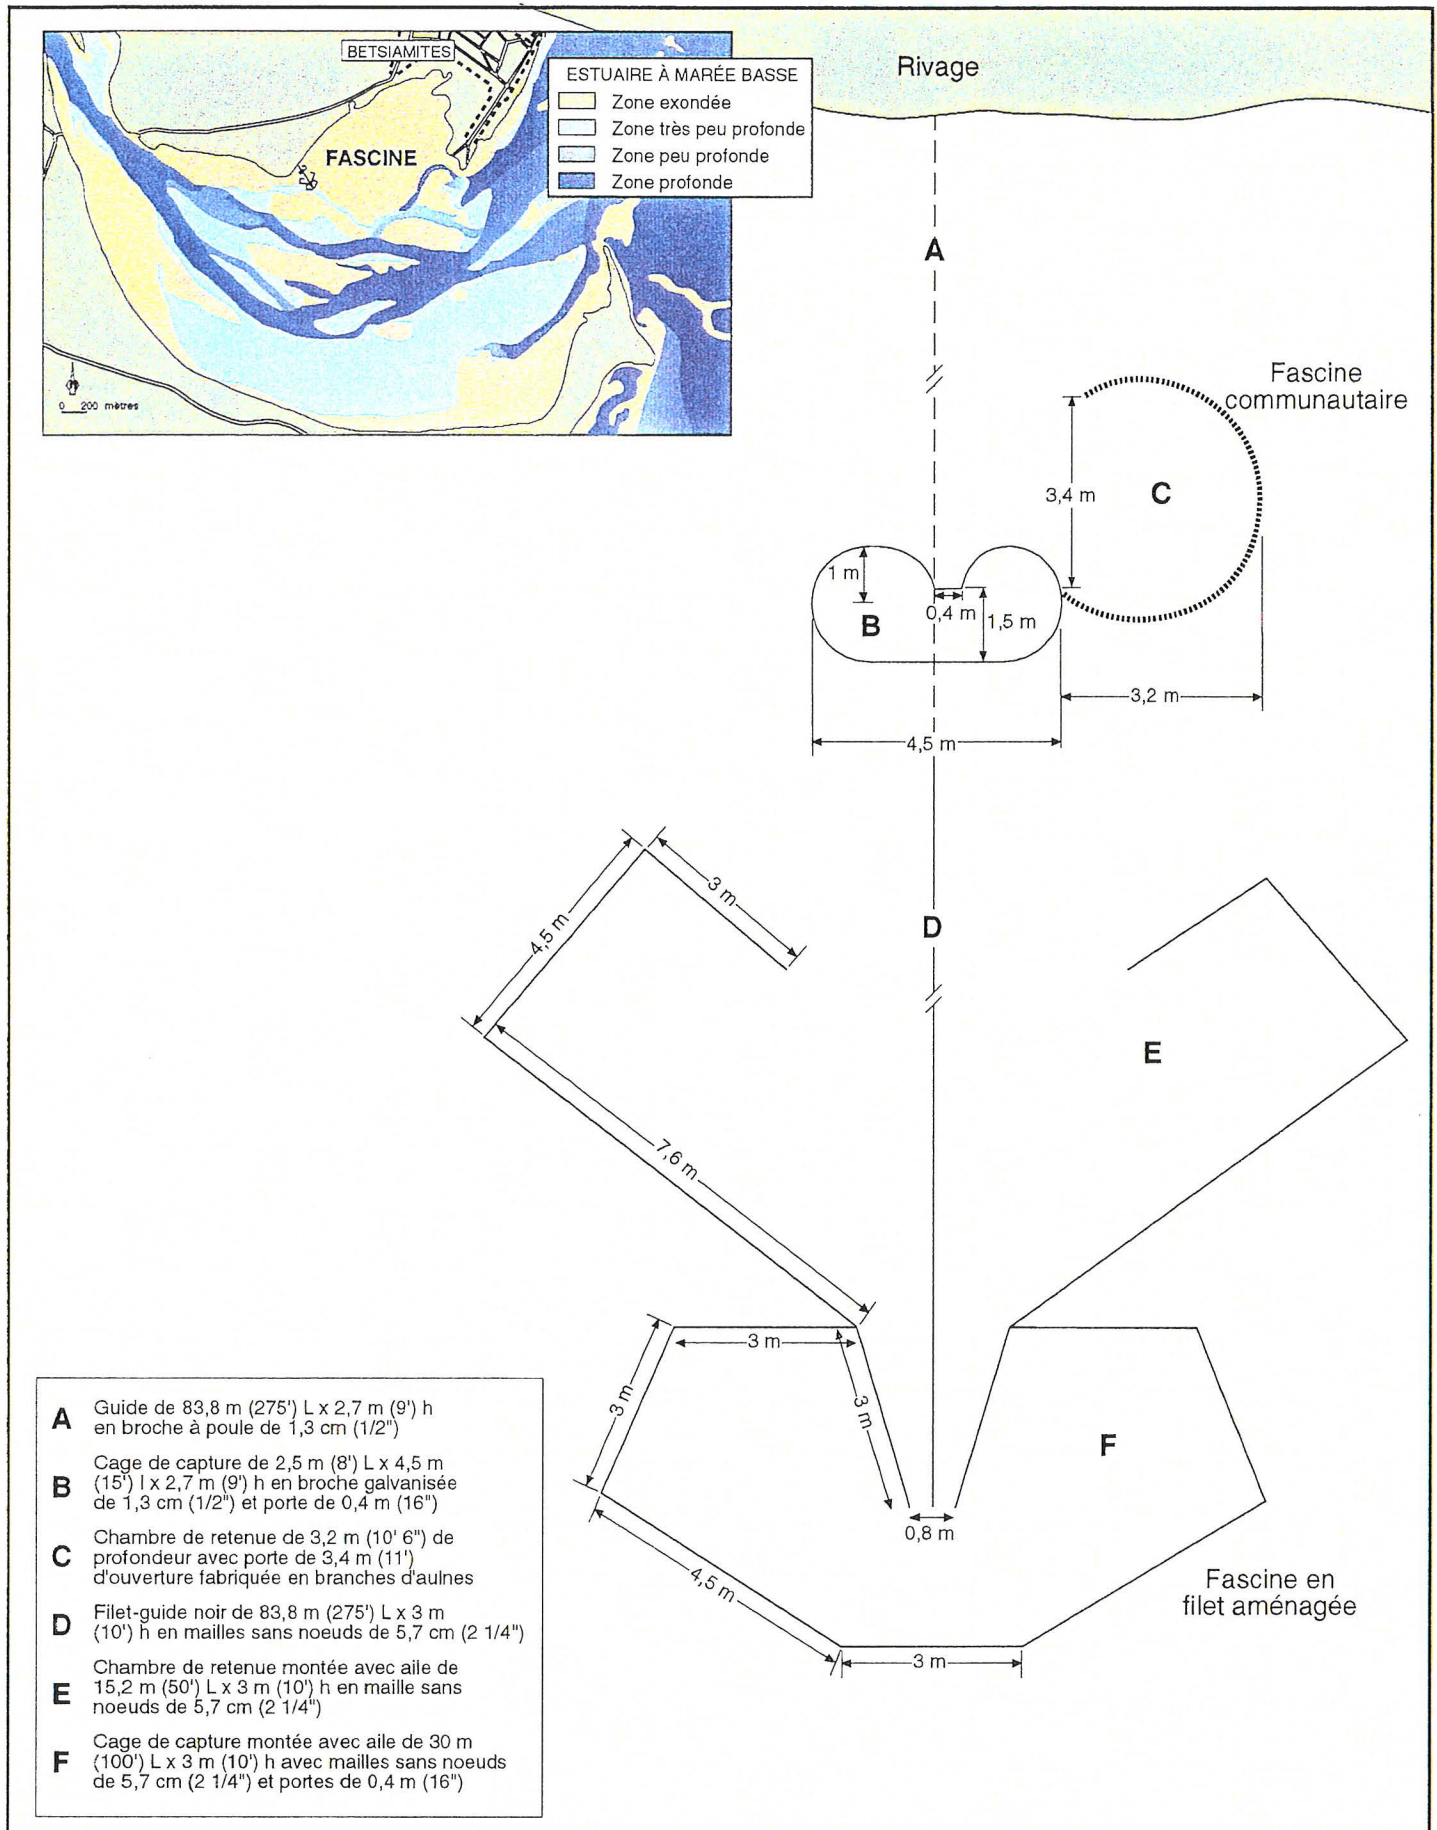 BETSIAMITES
FASCINE
0 200 mètres
ESTUAIRE À MARÉE BASSE
Zone exondée
Zone très peu profonde
Zone peu profonde
Zone profonde
Rivage
A
Fascine
communautaire
3,4 m
C
1 m
0,4 m
1,5 m
B
3,2 m
4,5 m
3 m
4,5 m
D
E
7,6 m
3 m
3 m
3 m
F
0,8 m
4,5 m
3 m
Fascine en
filet aménagée
A Guide de 83,8 m (275') L x 2,7 m (9') h
en broche à poule de 1,3 cm (1/2")
B Cage de capture de 2,5 m (8') L x 4,5 m
(15') l x 2,7 m (9') h en broche galvanisée
de 1,3 cm (1/2") et porte de 0,4 m (16")
C Chambre de retenue de 3,2 m (10' 6") de
profondeur avec porte de 3,4 m (11')
d'ouverture fabriquée en branches d'aulnes
D Filet-guide noir de 83,8 m (275') L x 3 m
(10') h en mailles sans noeuds de 5,7 cm (2 1/4")
E Chambre de retenue montée avec aile de
15,2 m (50') L x 3 m (10') h en maille sans
noeuds de 5,7 cm (2 1/4")
F Cage de capture montée avec aile de 30 m
(100') L x 3 m (10') h avec mailles sans noeuds
de 5,7 cm (2 1/4") et portes de 0,4 m (16")